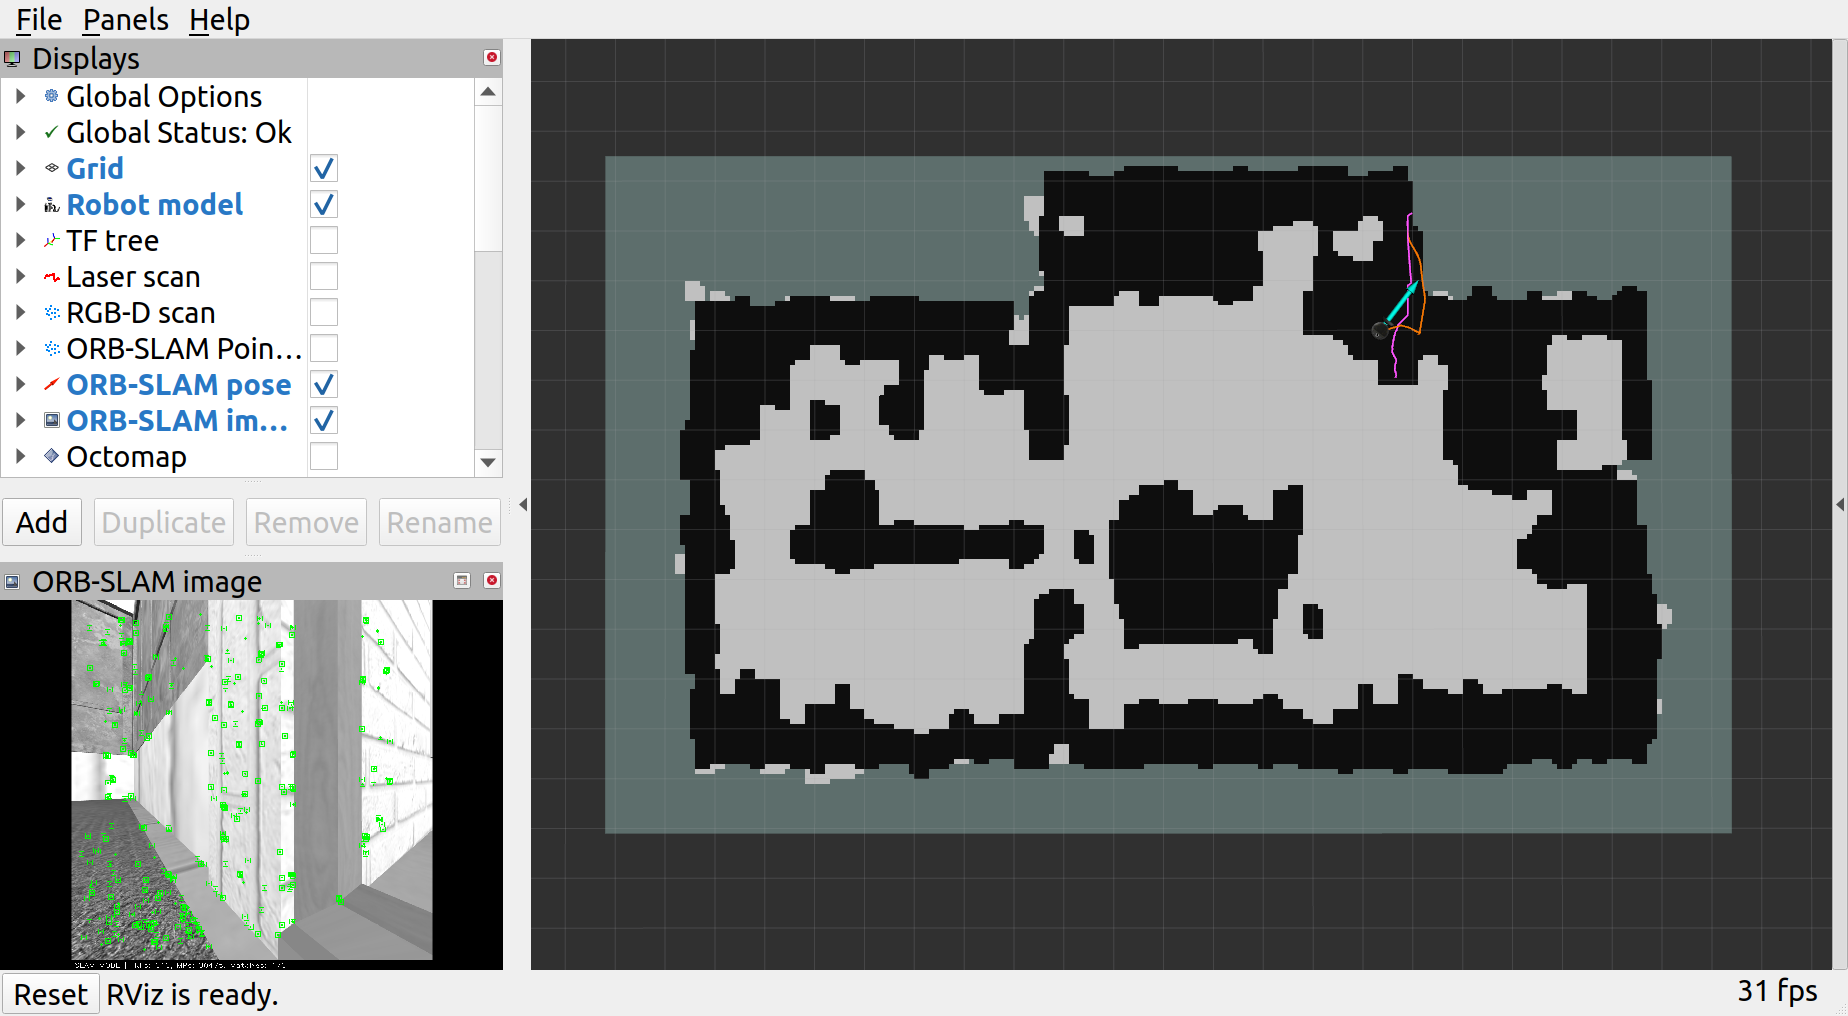 File Panels Help
Displays
Global Options
Global Status: Ok
Grid
Robot model
TF tree
Laser scan
RGB-D scan
ORB-SLAM Poin...
ORB-SLAM pose
ORB-SLAM im...
Octomap
Add Duplicate Remove Rename
ORB-SLAM image
Reset RViz is ready.
31 fps